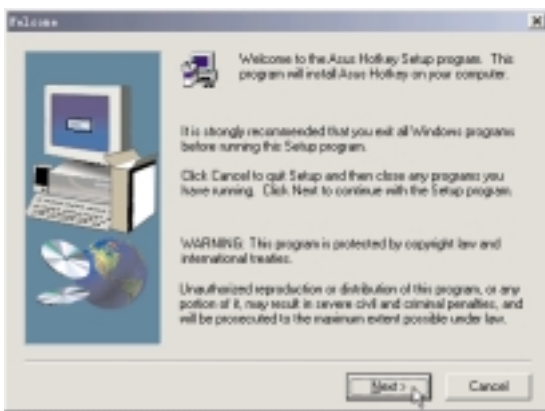 Welcome
Welcome to the Asus Hotkey Setup program. This
program will install Asus Hotkey on your computer.
It is strongly recommended that you exit all Windows programs
before running this Setup program.
Click Cancel to quit Setup and then close any programs you
have running. Click Next to continue with the Setup program.
WARNING: This program is protected by copyright law and
international treaties.
Unauthorized reproduction or distribution of this program, or any
portion of it, may result in severe civil and criminal penalties, and
will be prosecuted to the maximum extent possible under law.
Next >
Cancel